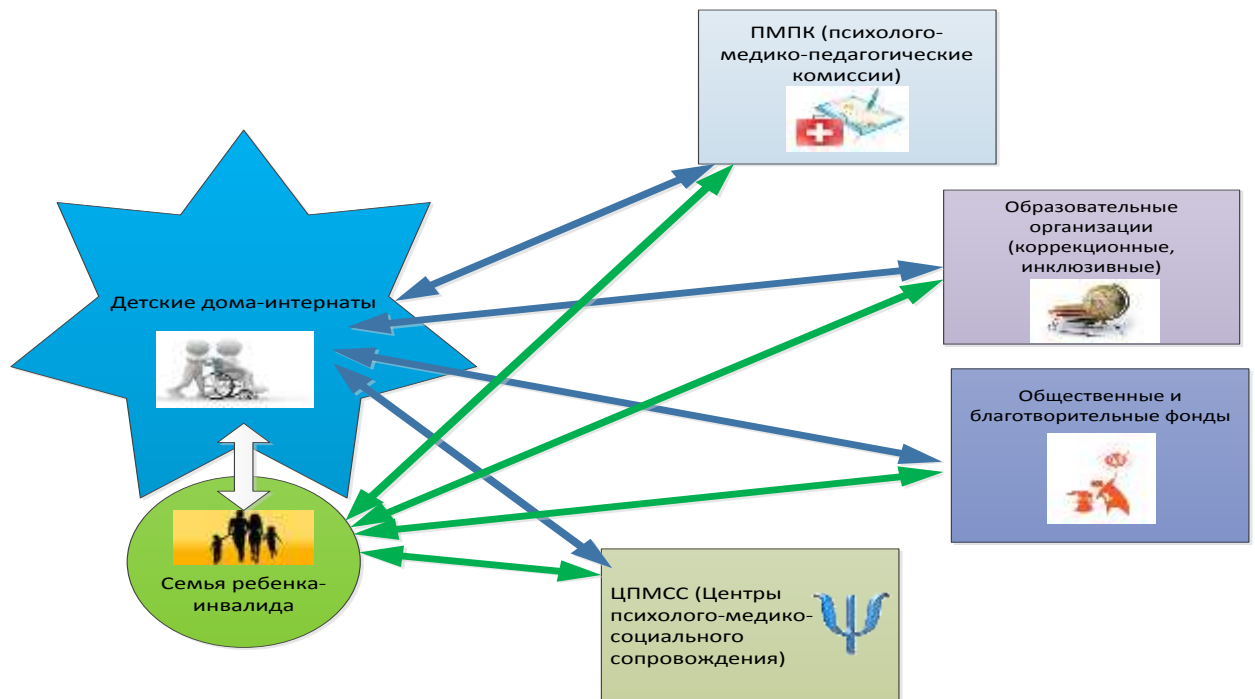 ПМПК (психолого-
медико-педагогические
комиссии)
Образовательные
организации
(коррекционные,
инклюзивные)
Детские дома-интернаты
Общественные и
благотворительные фонды
Семья ребенка-
инвалида
ЦПМСС (Центры
психолого-медико-
социального
сопровождения)